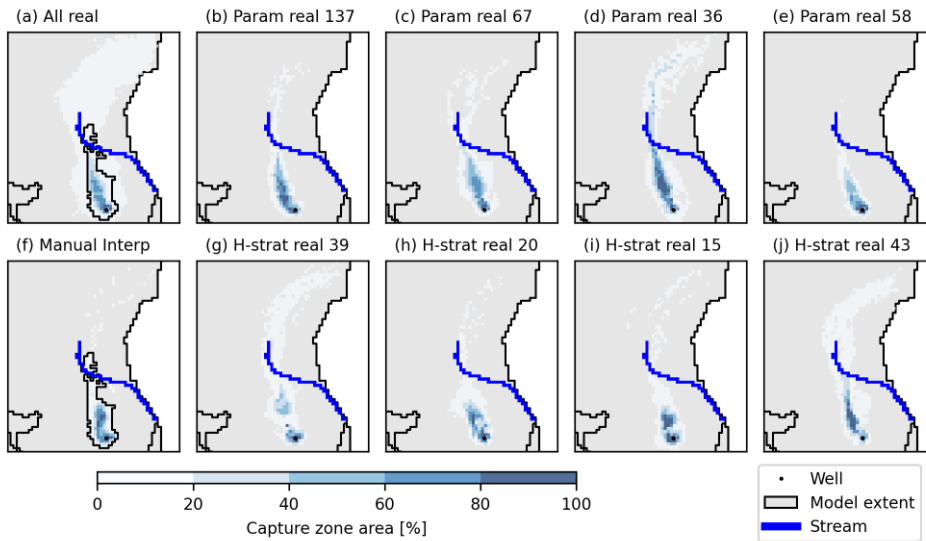 (a) All real
(b) Param real 137
(c) Param real 67
(d) Param real 36
(e) Param real 58
(f) Manual Interp
(g) H-strat real 39
(h) H-strat real 20
(i) H-strat real 15
(j) H-strat real 43
0 20 40 60 80 100
Capture zone area [%]
Well
Model extent
Stream